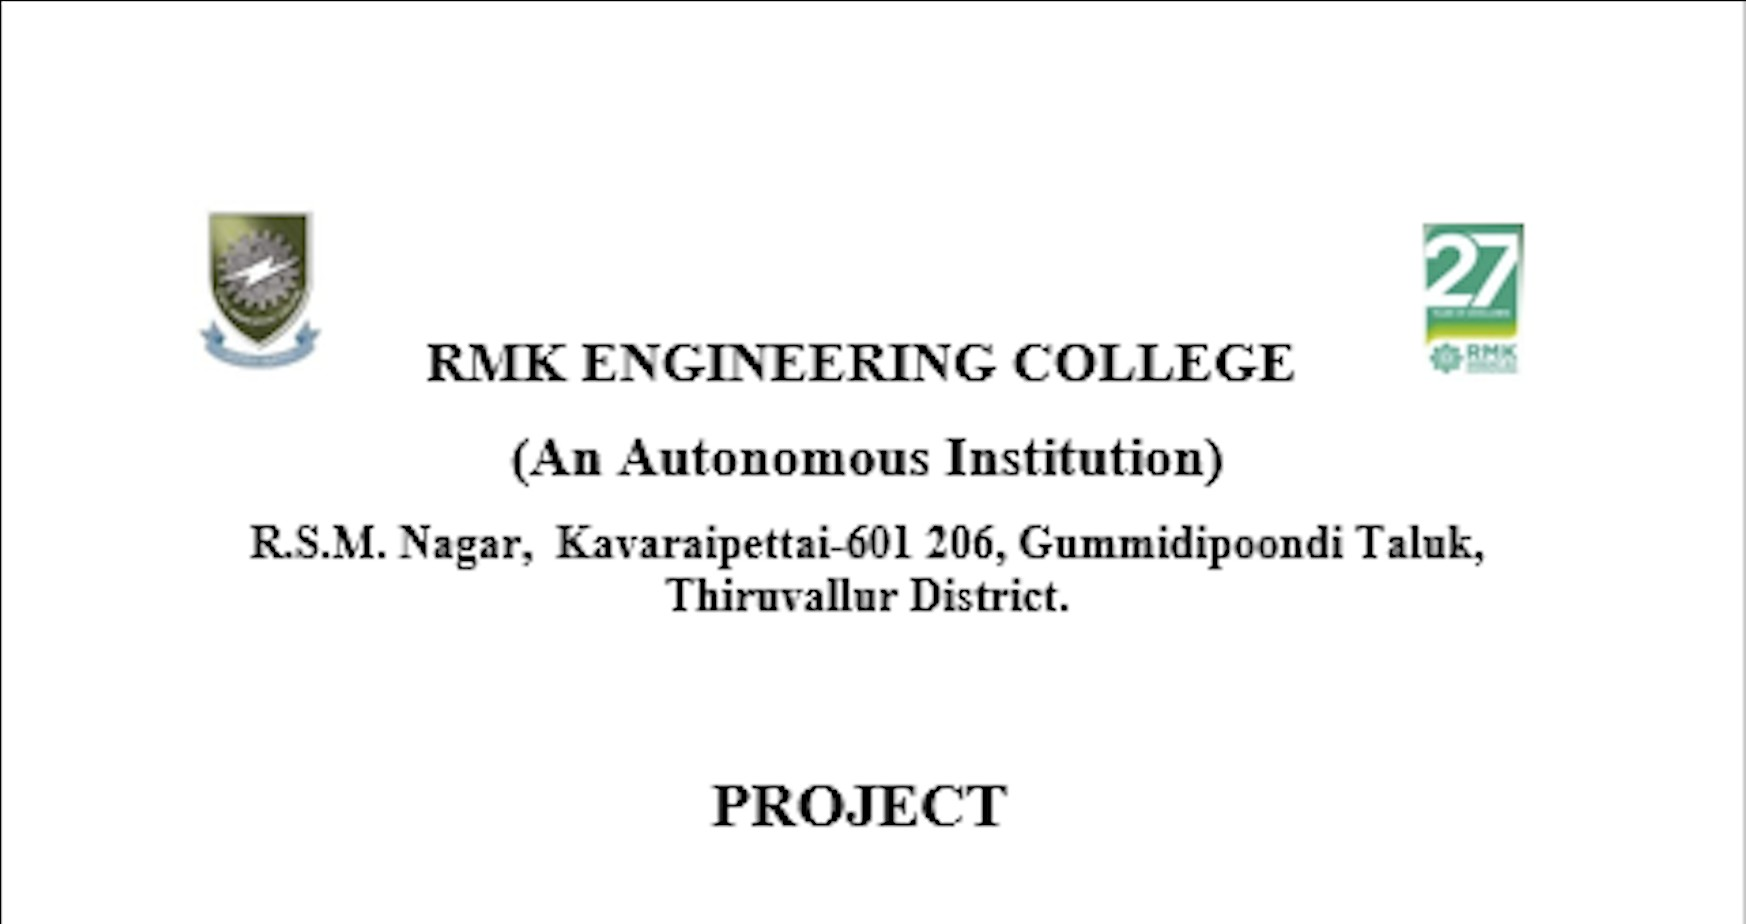 27
RMK
RMK ENGINEERING COLLEGE
(An Autonomous Institution)
R.S.M. Nagar, Kavaraipettai-601 206, Gummidipoondi Taluk,
Thiruvallur District.
PROJECT